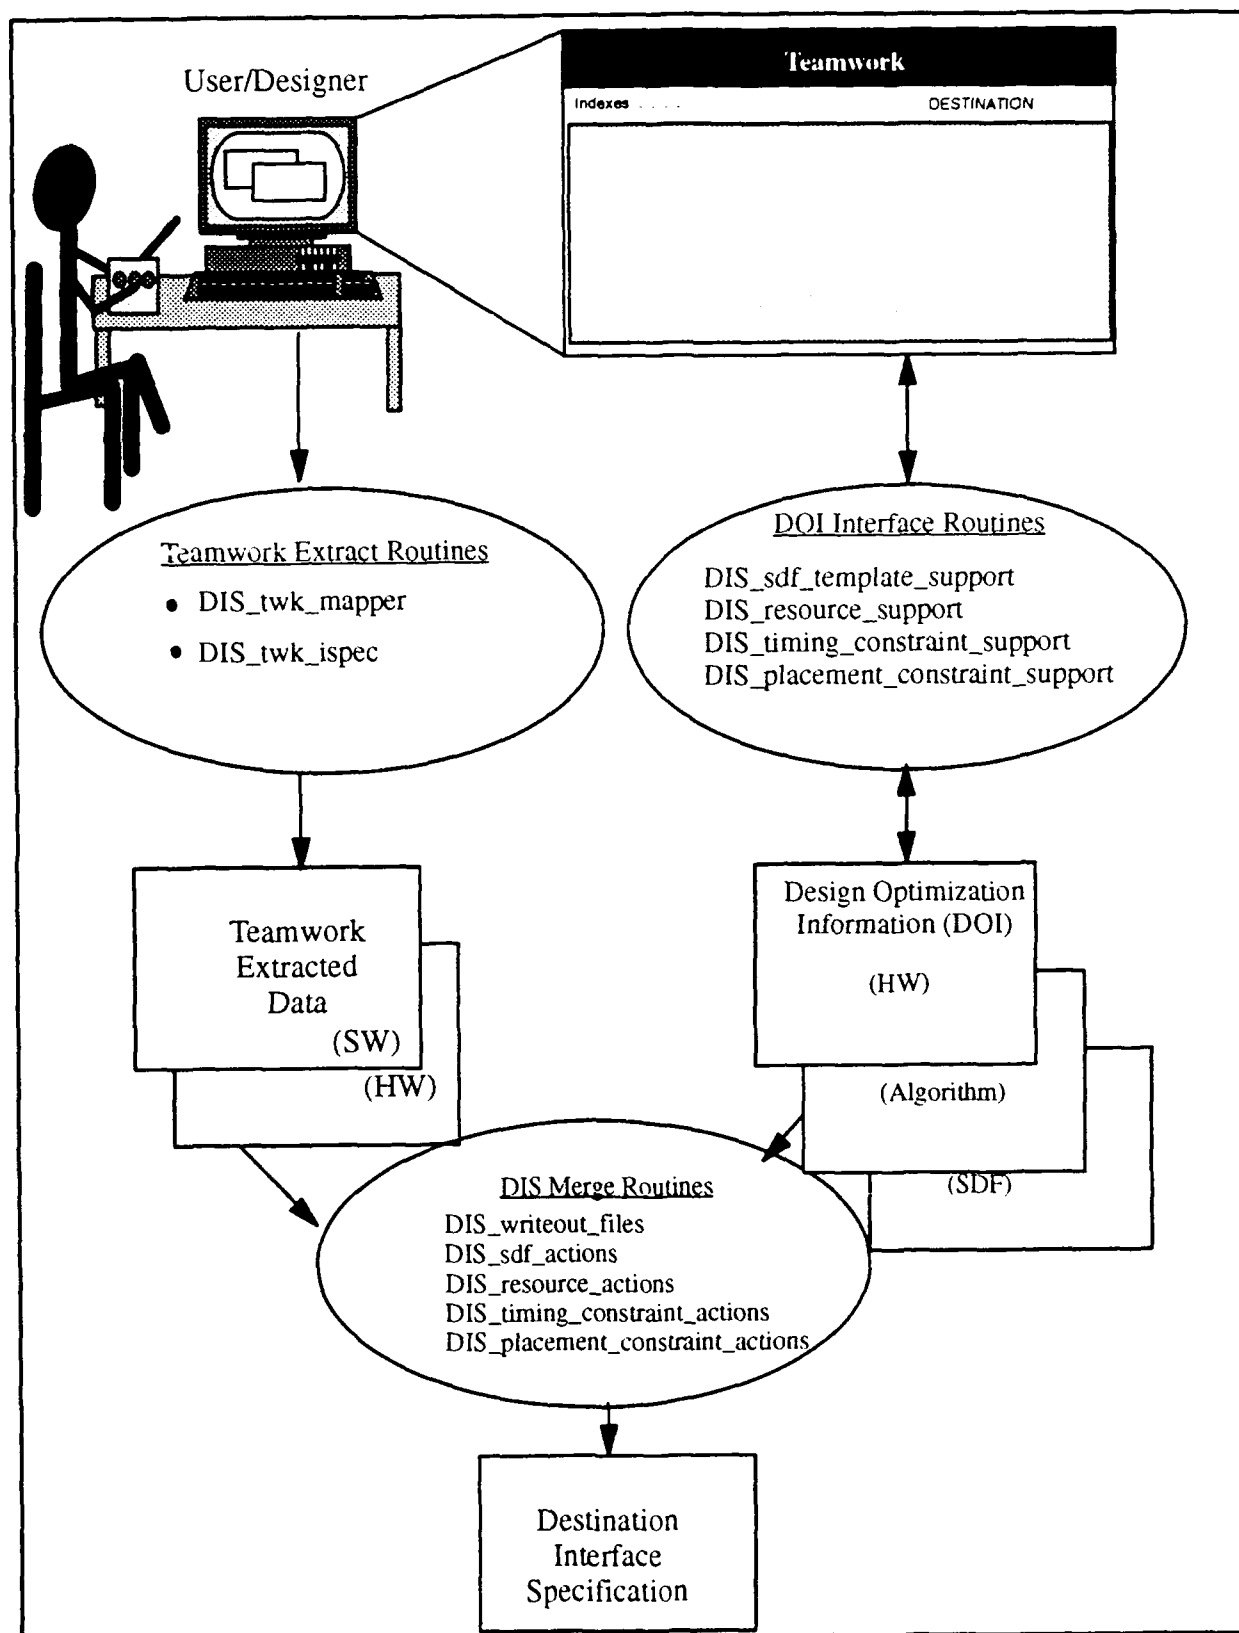 User/Designer
Teamwork
Indexes . . . .
DESTINATION
Teamwork Extract Routines
• DIS_twk_mapper
• DIS_twk_ispec
DOI Interface Routines
DIS_sdf_template_support
DIS_resource_support
DIS_timing_constraint_support
DIS_placement_constraint_support
Teamwork
Extracted
Data
(SW)
(HW)
Design Optimization
Information (DOI)
(HW)
(Algorithm)
(SDF)
DIS Merge Routines
DIS_writeout_files
DIS_sdf_actions
DIS_resource_actions
DIS_timing_constraint_actions
DIS_placement_constraint_actions
Destination
Interface
Specification